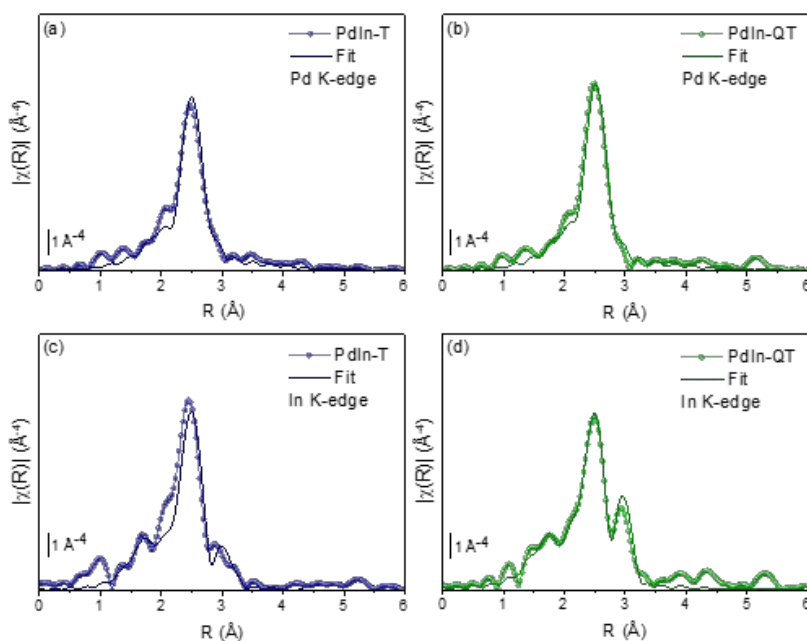 (a)
PdIn-T
Fit
Pd K-edge
|χ(R)| (Å⁻⁴)
1 A⁻⁴
0 1 2 3 4 5 6
R (Å)
(b)
PdIn-QT
Fit
Pd K-edge
|χ(R)| (Å⁻⁴)
1 A⁻⁴
0 1 2 3 4 5 6
R (Å)
(c)
PdIn-T
Fit
In K-edge
|χ(R)| (Å⁻⁴)
1 A⁻⁴
0 1 2 3 4 5 6
R (Å)
(d)
PdIn-QT
Fit
In K-edge
|χ(R)| (Å⁻⁴)
1 A⁻⁴
0 1 2 3 4 5 6
R (Å)